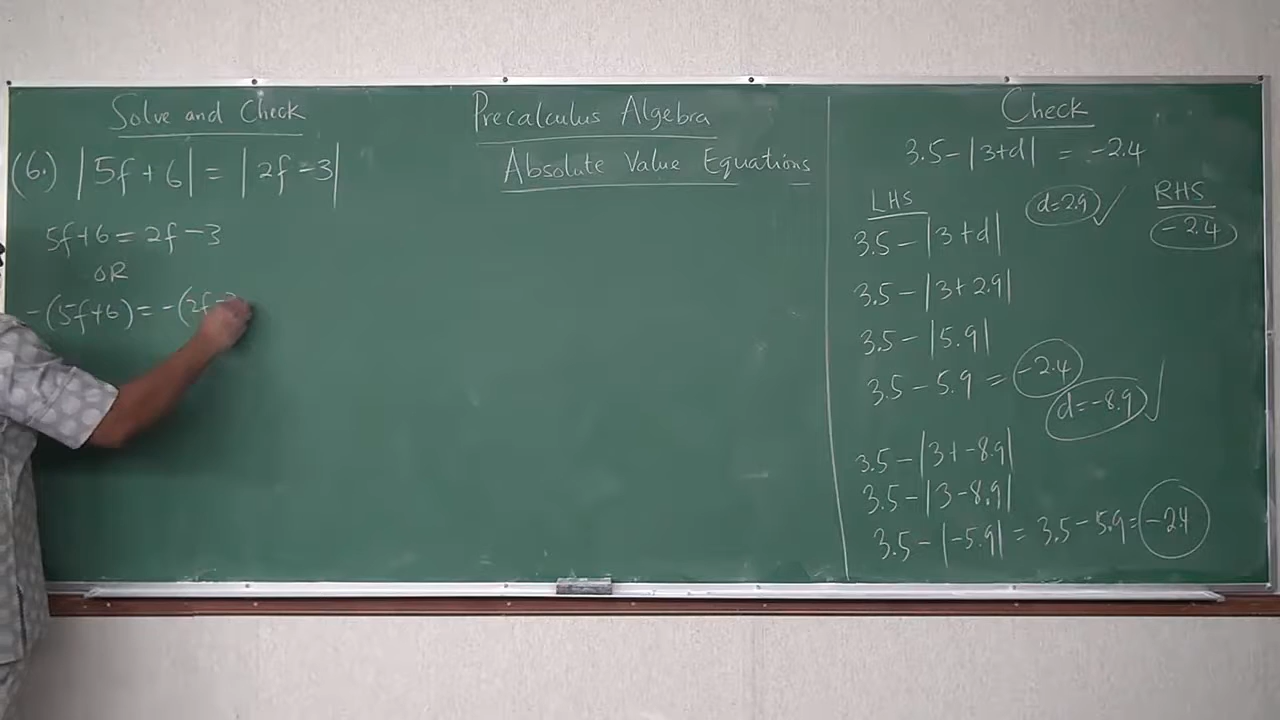 Solve and Check
(6.) |5f+6| = |2f-3|
5f+6 = 2f-3
OR
-(5f+6) = -(2f-3
Precalculus Algebra
Absolute Value Equations
Check
3.5-|3+d| = -2.4
LHS
d=2.9 ✓
RHS
3.5-|3+d|
-2.4
3.5-|3+2.9|
3.5-|5.9|
3.5-5.9 = -2.4
d=-8.9 ✓
3.5-|3+-8.9|
3.5-|3-8.9|
3.5-|-5.9| = 3.5-5.9 = -2.4